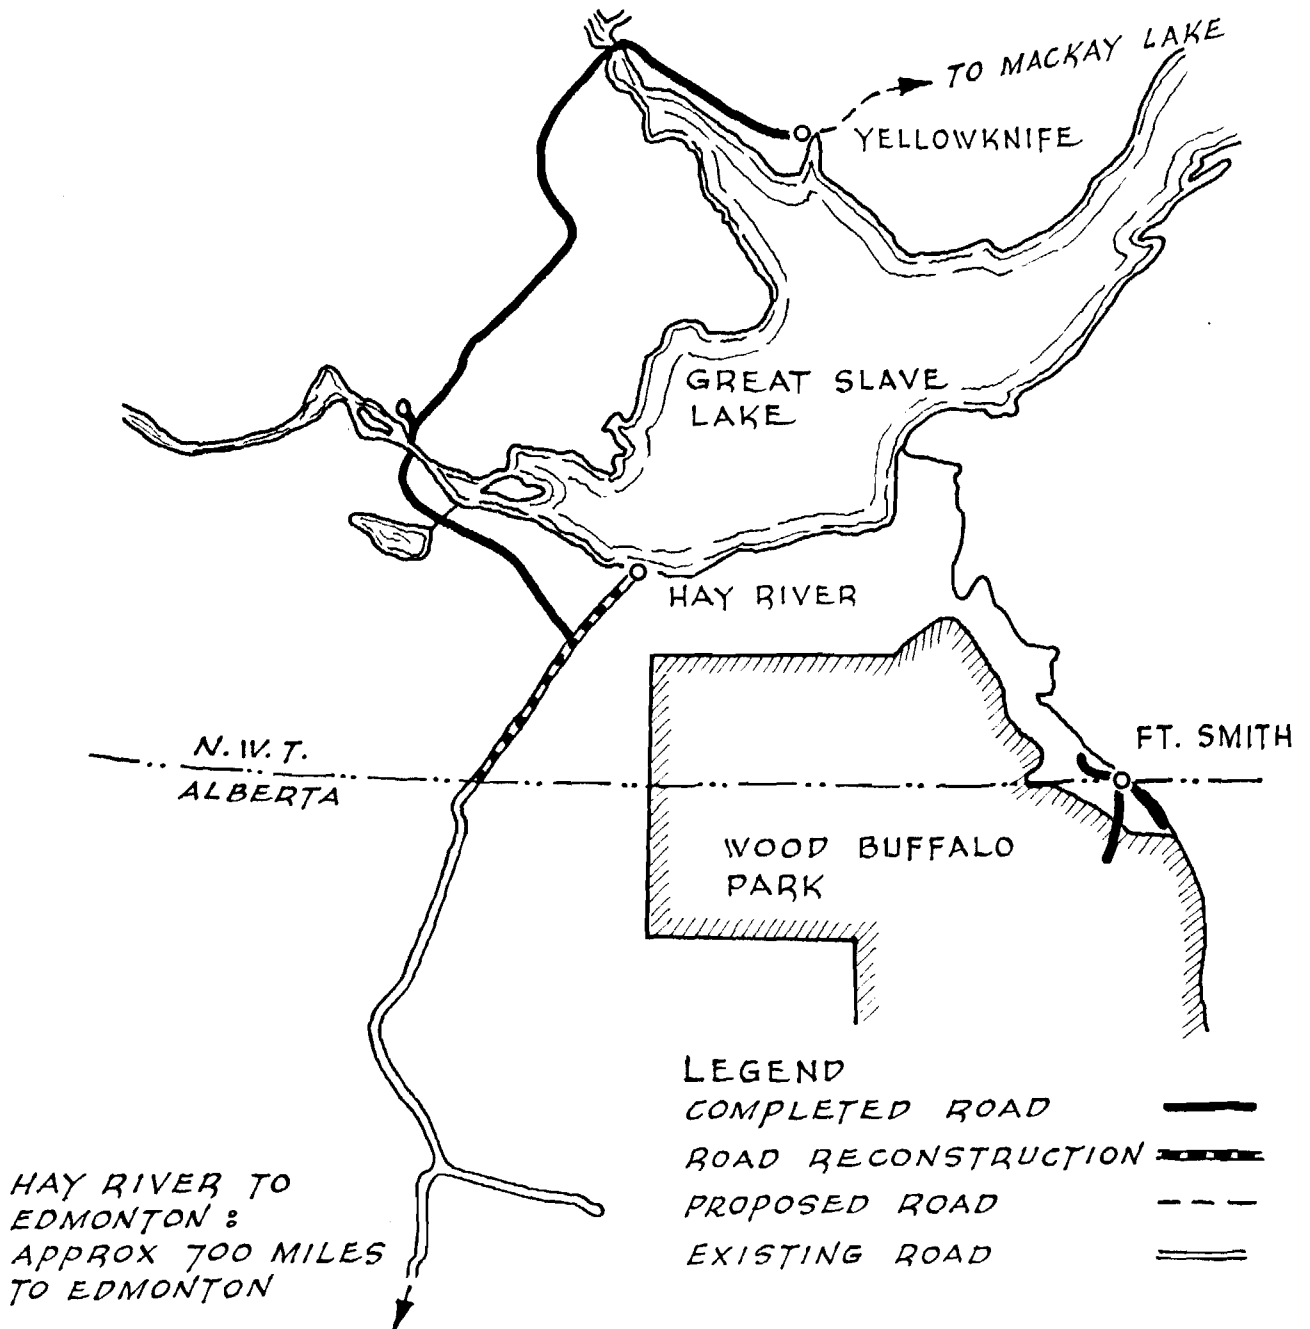 TO MACKAY LAKE
YELLOWKNIFE
GREAT SLAVE
LAKE
HAY RIVER
FT. SMITH
N.W.T.
ALBERTA
WOOD BUFFALO
PARK
LEGEND
COMPLETED ROAD
ROAD RECONSTRUCTION
PROPOSED ROAD
EXISTING ROAD
HAY RIVER TO
EDMONTON :
APPROX 700 MILES
TO EDMONTON